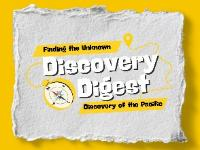 Finding the Unknown
Discovery
Digest
Discovery of the Pacific